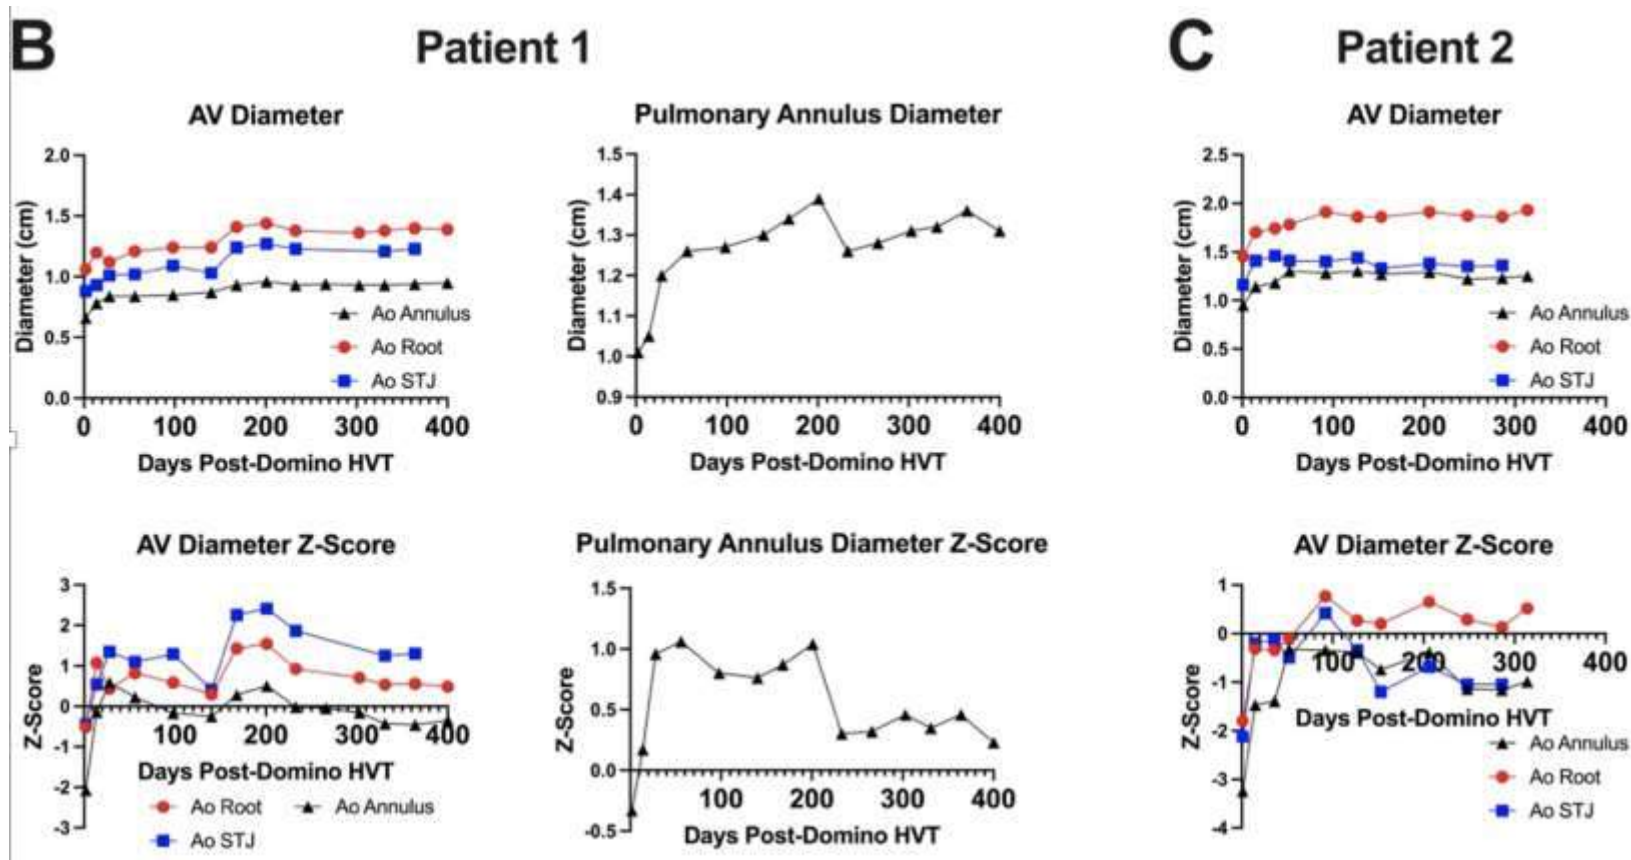 B Patient 1 C Patient 2
AV Diameter
2.0
1.5
1.0
0.5
0.0
Diameter (cm)
Ao Annulus
Ao Root
Ao STJ
0 100 200 300 400
Days Post-Domino HVT
Pulmonary Annulus Diameter
1.5
1.4
1.3
1.2
1.1
1.0
0.9
Diameter (cm)
0 100 200 300 400
Days Post-Domino HVT
AV Diameter
2.5
2.0
1.5
1.0
0.5
0.0
Diameter (cm)
Ao Annulus
Ao Root
Ao STJ
0 100 200 300 400
Days Post-Domino HVT
AV Diameter Z-Score
3
2
1
0
-1
-2
-3
Z-Score
100 200 300 400
Days Post-Domino HVT
Ao Root Ao Annulus
Ao STJ
Pulmonary Annulus Diameter Z-Score
1.5
1.0
0.5
0.0
-0.5
Z-Score
100 200 300 400
Days Post-Domino HVT
AV Diameter Z-Score
1
0
-1
-2
-3
-4
Z-Score
100 200 300 400
Days Post-Domino HVT
Ao Annulus
Ao Root
Ao STJ